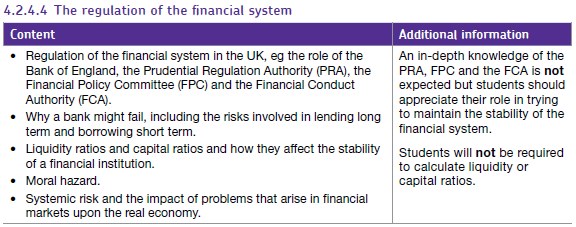 4.2.4.4 The regulation of the financial system
Content
• Regulation of the financial system in the UK, eg the role of the
Bank of England, the Prudential Regulation Authority (PRA), the
Financial Policy Committee (FPC) and the Financial Conduct
Authority (FCA).
• Why a bank might fail, including the risks involved in lending long
term and borrowing short term.
• Liquidity ratios and capital ratios and how they affect the stability
of a financial institution.
• Moral hazard.
• Systemic risk and the impact of problems that arise in financial
markets upon the real economy.
Additional information
An in-depth knowledge of the
PRA, FPC and the FCA is not
expected but students should
appreciate their role in trying
to maintain the stability of the
financial system.
Students will not be required
to calculate liquidity or
capital ratios.